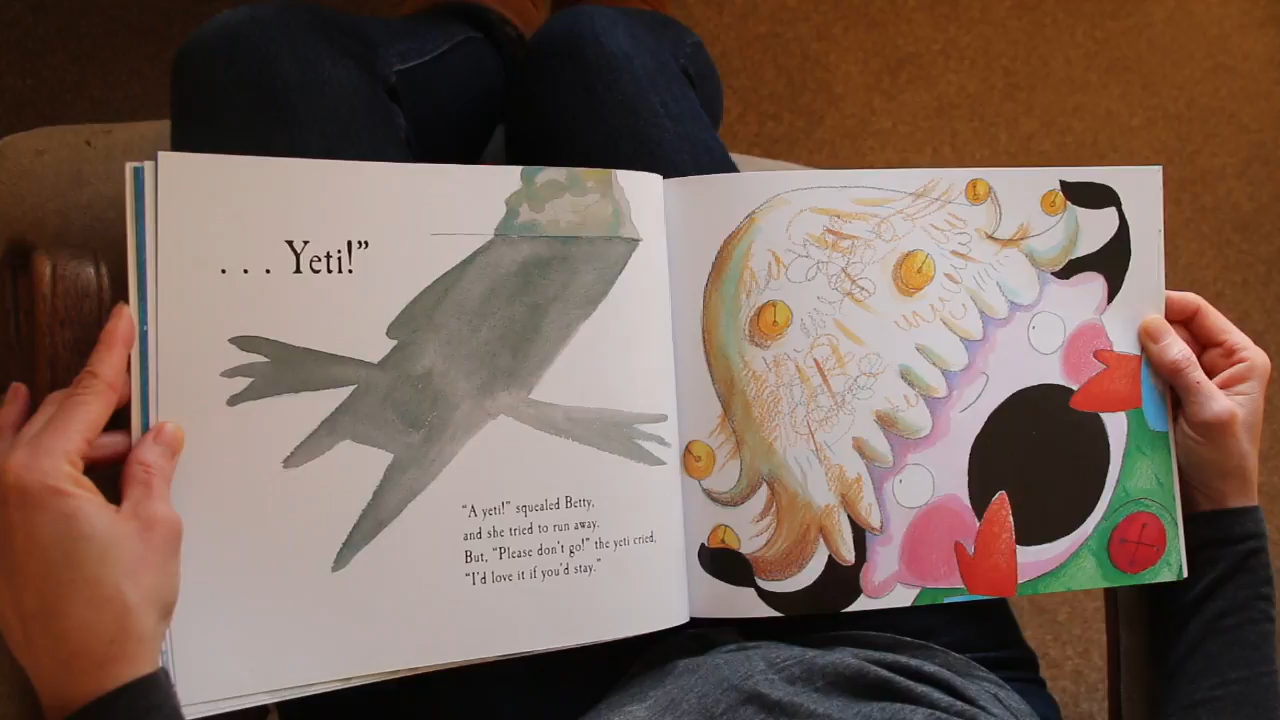 . . . Yeti!”
“A yeti!” squealed Betty,
and she tried to run away.
But, “Please don’t go!” the yeti cried,
“I’d love it if you’d stay.”